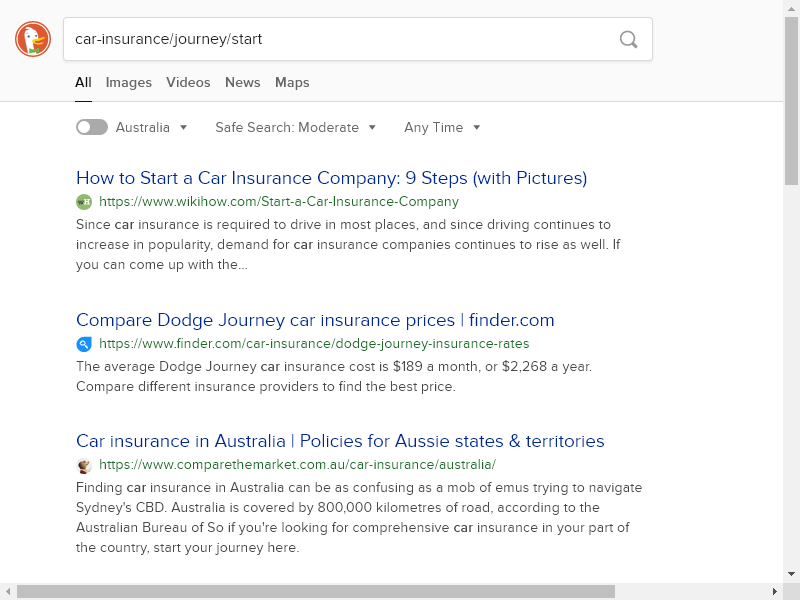 car-insurance/journey/start
All Images Videos News Maps
Australia Safe Search: Moderate Any Time
How to Start a Car Insurance Company: 9 Steps (with Pictures)
wH https://www.wikihow.com/Start-a-Car-Insurance-Company
Since car insurance is required to drive in most places, and since driving continues to
increase in popularity, demand for car insurance companies continues to rise as well. If
you can come up with the...
Compare Dodge Journey car insurance prices | finder.com
https://www.finder.com/car-insurance/dodge-journey-insurance-rates
The average Dodge Journey car insurance cost is $189 a month, or $2,268 a year.
Compare different insurance providers to find the best price.
Car insurance in Australia | Policies for Aussie states & territories
https://www.comparethemarket.com.au/car-insurance/australia/
Finding car insurance in Australia can be as confusing as a mob of emus trying to navigate
Sydney's CBD. Australia is covered by 800,000 kilometres of road, according to the
Australian Bureau of So if you're looking for comprehensive car insurance in your part of
the country, start your journey here.